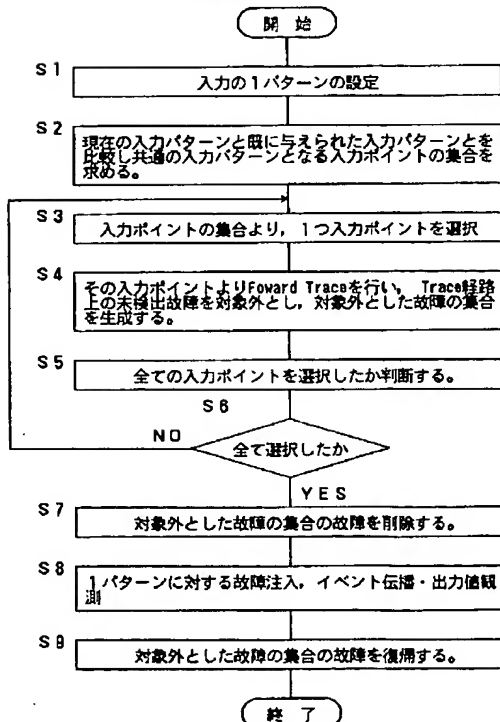 開 始
S1
入力の1パターンの設定
S2
現在の入力パターンと既に与えられた入力パターンとを
比較し共通の入力パターンとなる入力ポイントの集合を
求める。
S3
入力ポイントの集合より,1つ入力ポイントを選択
S4
その入力ポイントよりFoward Traceを行い, Trace経路
上の未検出故障を対象外とし,対象外とした故障の集合
を生成する。
S5
全ての入力ポイントを選択したか判断する。
S6
NO
全て選択したか
YES
S7
対象外とした故障の集合の故障を削除する。
S8
1パターンに対する故障注入,イベント伝播・出力値観
測
S9
対象外とした故障の集合の故障を復帰する。
終 了